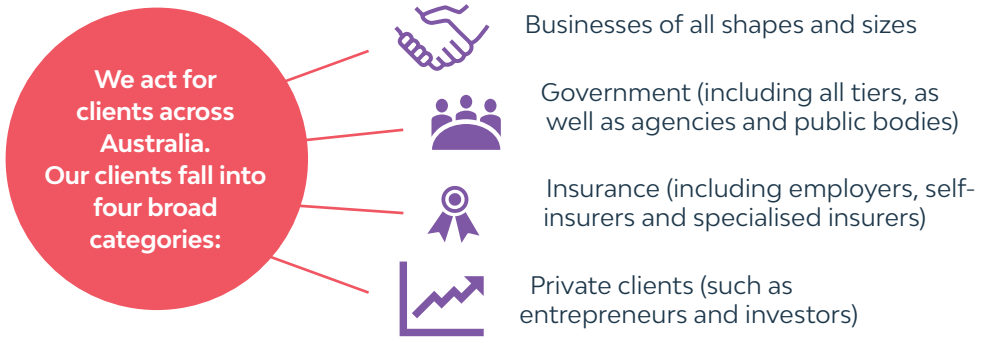 We act for
clients across
Australia.
Our clients fall into
four broad
categories:
Businesses of all shapes and sizes
Government (including all tiers, as
well as agencies and public bodies)
Insurance (including employers, self-
insurers and specialised insurers)
Private clients (such as
entrepreneurs and investors)